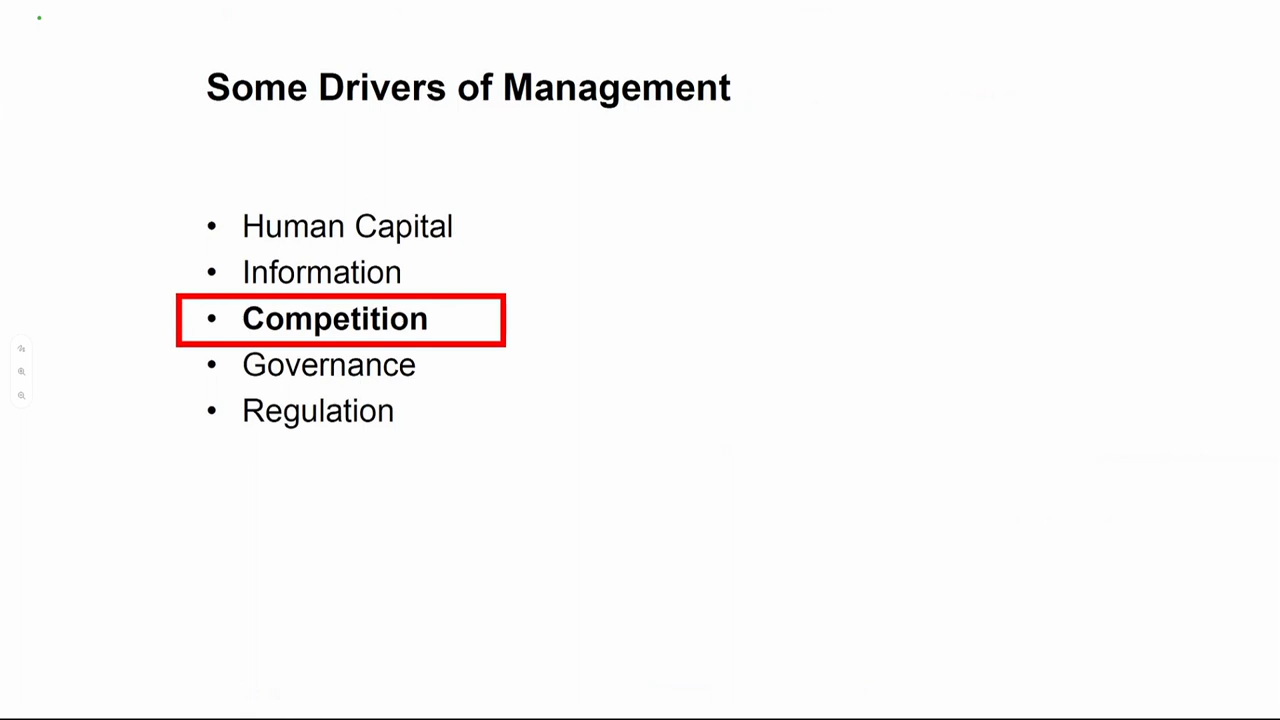 Some Drivers of Management
• Human Capital
• Information
• Competition
• Governance
• Regulation